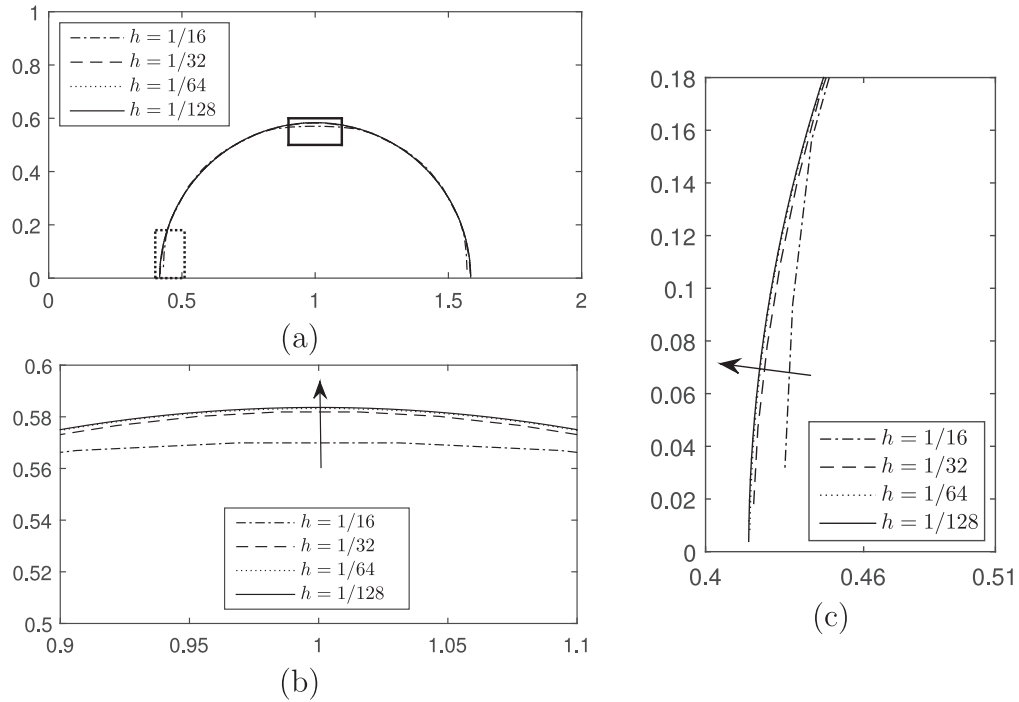 1
0.8
0.6
0.4
0.2
0
h = 1/16
h = 1/32
h = 1/64
h = 1/128
0 0.5 1 1.5 2
(a)
0.6
0.58
0.56
0.54
0.52
0.5
h = 1/16
h = 1/32
h = 1/64
h = 1/128
0.9 0.95 1 1.05 1.1
(b)
0.18
0.16
0.14
0.12
0.1
0.08
0.06
0.04
0.02
0
h = 1/16
h = 1/32
h = 1/64
h = 1/128
0.4 0.46 0.51
(c)